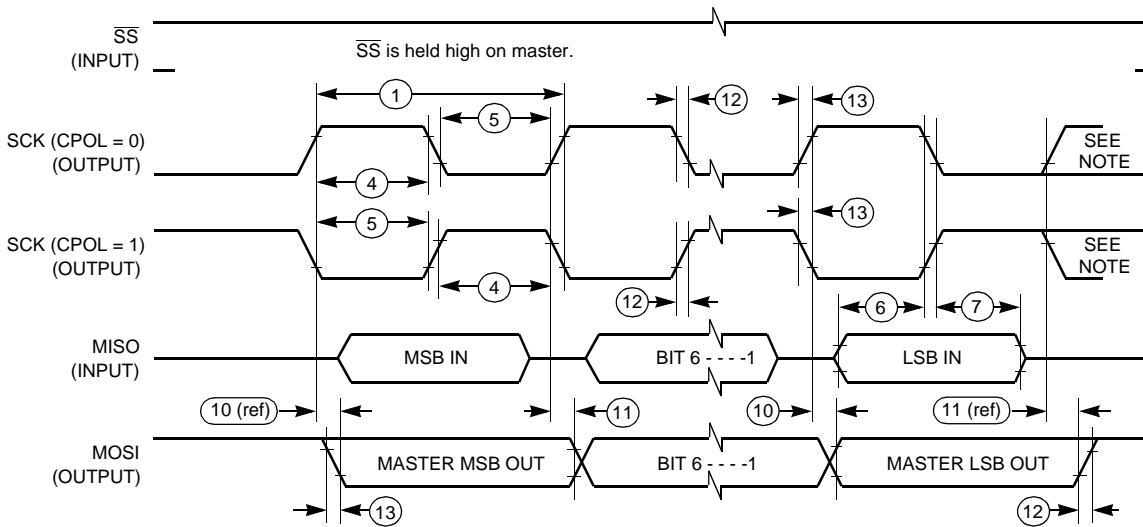 SS
(INPUT)
SS is held high on master.
1
5
12
13
SCK (CPOL = 0)
(OUTPUT)
SEE
NOTE
4
5
13
SCK (CPOL = 1)
(OUTPUT)
SEE
NOTE
4
12
6
7
MISO
(INPUT)
MSB IN
BIT 6 - - - -1
LSB IN
10 (ref)
11
10
11 (ref)
MOSI
(OUTPUT)
MASTER MSB OUT
BIT 6 - - - -1
MASTER LSB OUT
13
12